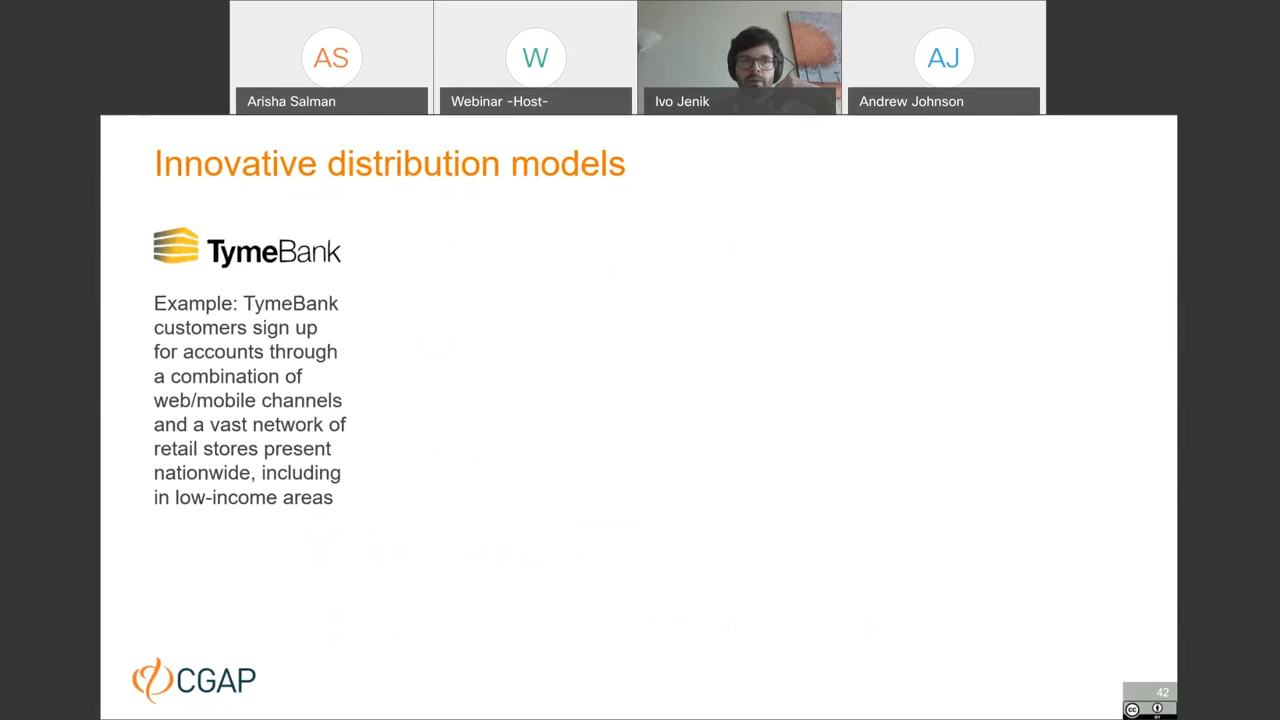 AS
W
AJ
Arisha Salman
Webinar -Host-
Ivo Jenik
Andrew Johnson
Innovative distribution models
TymeBank
Example: TymeBank
customers sign up
for accounts through
a combination of
web/mobile channels
and a vast network of
retail stores present
nationwide, including
in low-income areas
CGAP
42
cc
BY